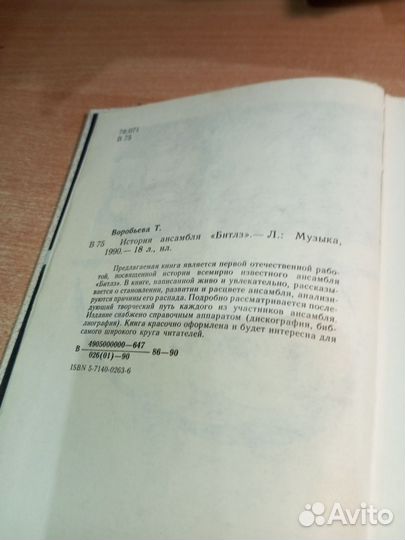 78.071
В 75
Воробьева Т.
В 75 История ансамбля «Битлз».— Л.: Музыка,
1990.— 18 л., ил.
Предлагаемая книга является первой отечественной рабо-
той, посвященной истории всемирно известного ансамбля
«Битлз». В книге, написанной живо и увлекательно, рассказы-
вается о становлении, развитии и расцвете ансамбля, анализи-
руются причины его распада. Подробно рассматривается после-
дующий творческий путь каждого из участников ансамбля.
Издание снабжено справочным аппаратом (дискография, биб-
лиография). Книга красочно оформлена и будет интересна для
самого широкого круга читателей.
В 4905000000—647
026(01)—90 86—90
ISBN 5-7140-0263-6
Avito